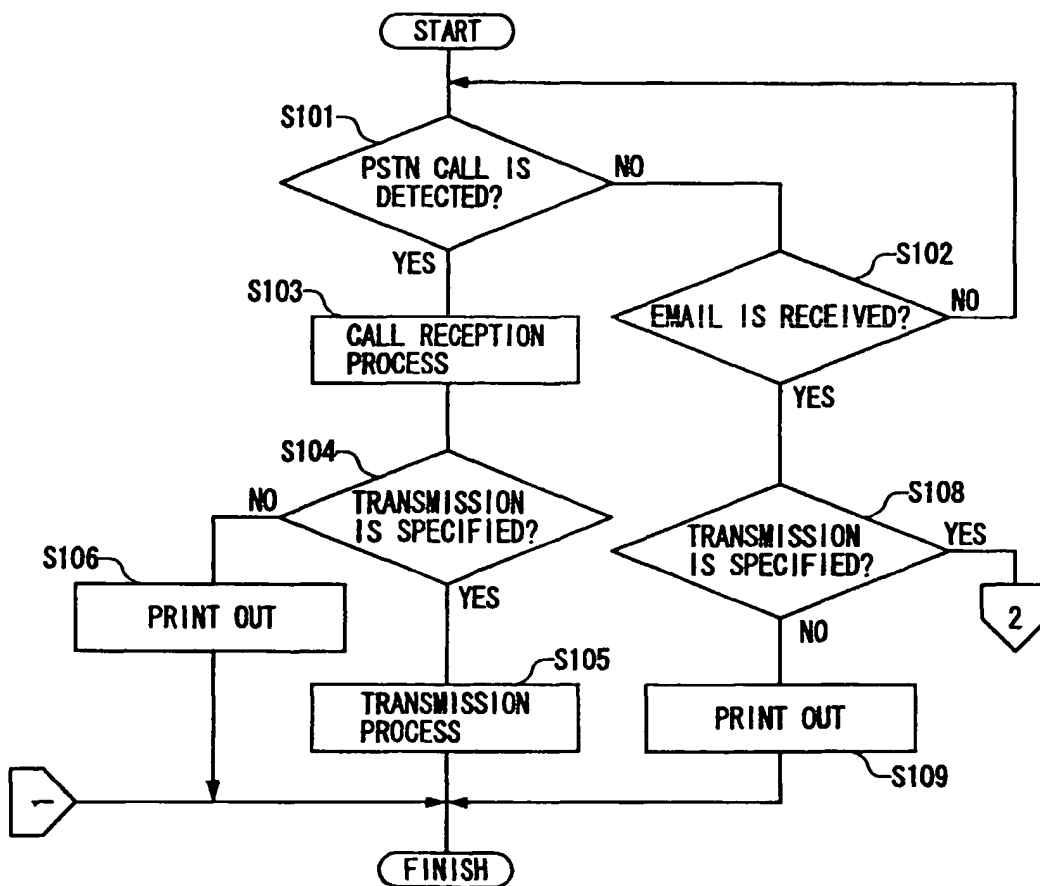 START
S101
PSTN CALL IS
DETECTED?
NO
YES
S102
EMAIL IS RECEIVED?
NO
YES
S103
CALL RECEPTION
PROCESS
S104
TRANSMISSION
IS SPECIFIED?
NO
YES
S108
TRANSMISSION
IS SPECIFIED?
YES
NO
2
S106
PRINT OUT
S105
TRANSMISSION
PROCESS
PRINT OUT
S109
1
FINISH